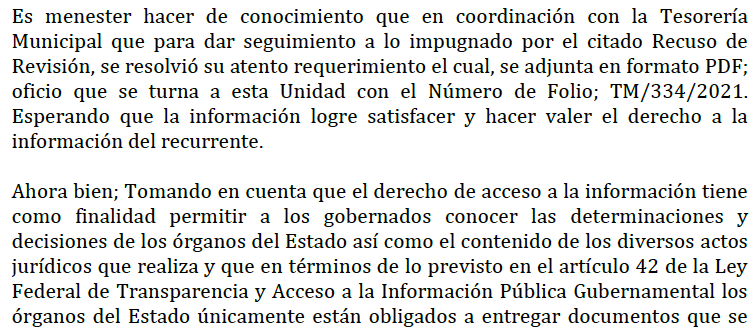 Es menester hacer de conocimiento que en coordinación con la Tesorería
Municipal que para dar seguimiento a lo impugnado por el citado Recuso de
Revisión, se resolvió su atento requerimiento el cual, se adjunta en formato PDF;
oficio que se turna a esta Unidad con el Número de Folio; TM/334/2021.
Esperando que la información logre satisfacer y hacer valer el derecho a la
información del recurrente.
Ahora bien; Tomando en cuenta que el derecho de acceso a la información tiene
como finalidad permitir a los gobernados conocer las determinaciones y
decisiones de los órganos del Estado así como el contenido de los diversos actos
jurídicos que realiza y que en términos de lo previsto en el artículo 42 de la Ley
Federal de Transparencia y Acceso a la Información Pública Gubernamental los
órganos del Estado únicamente están obligados a entregar documentos que se